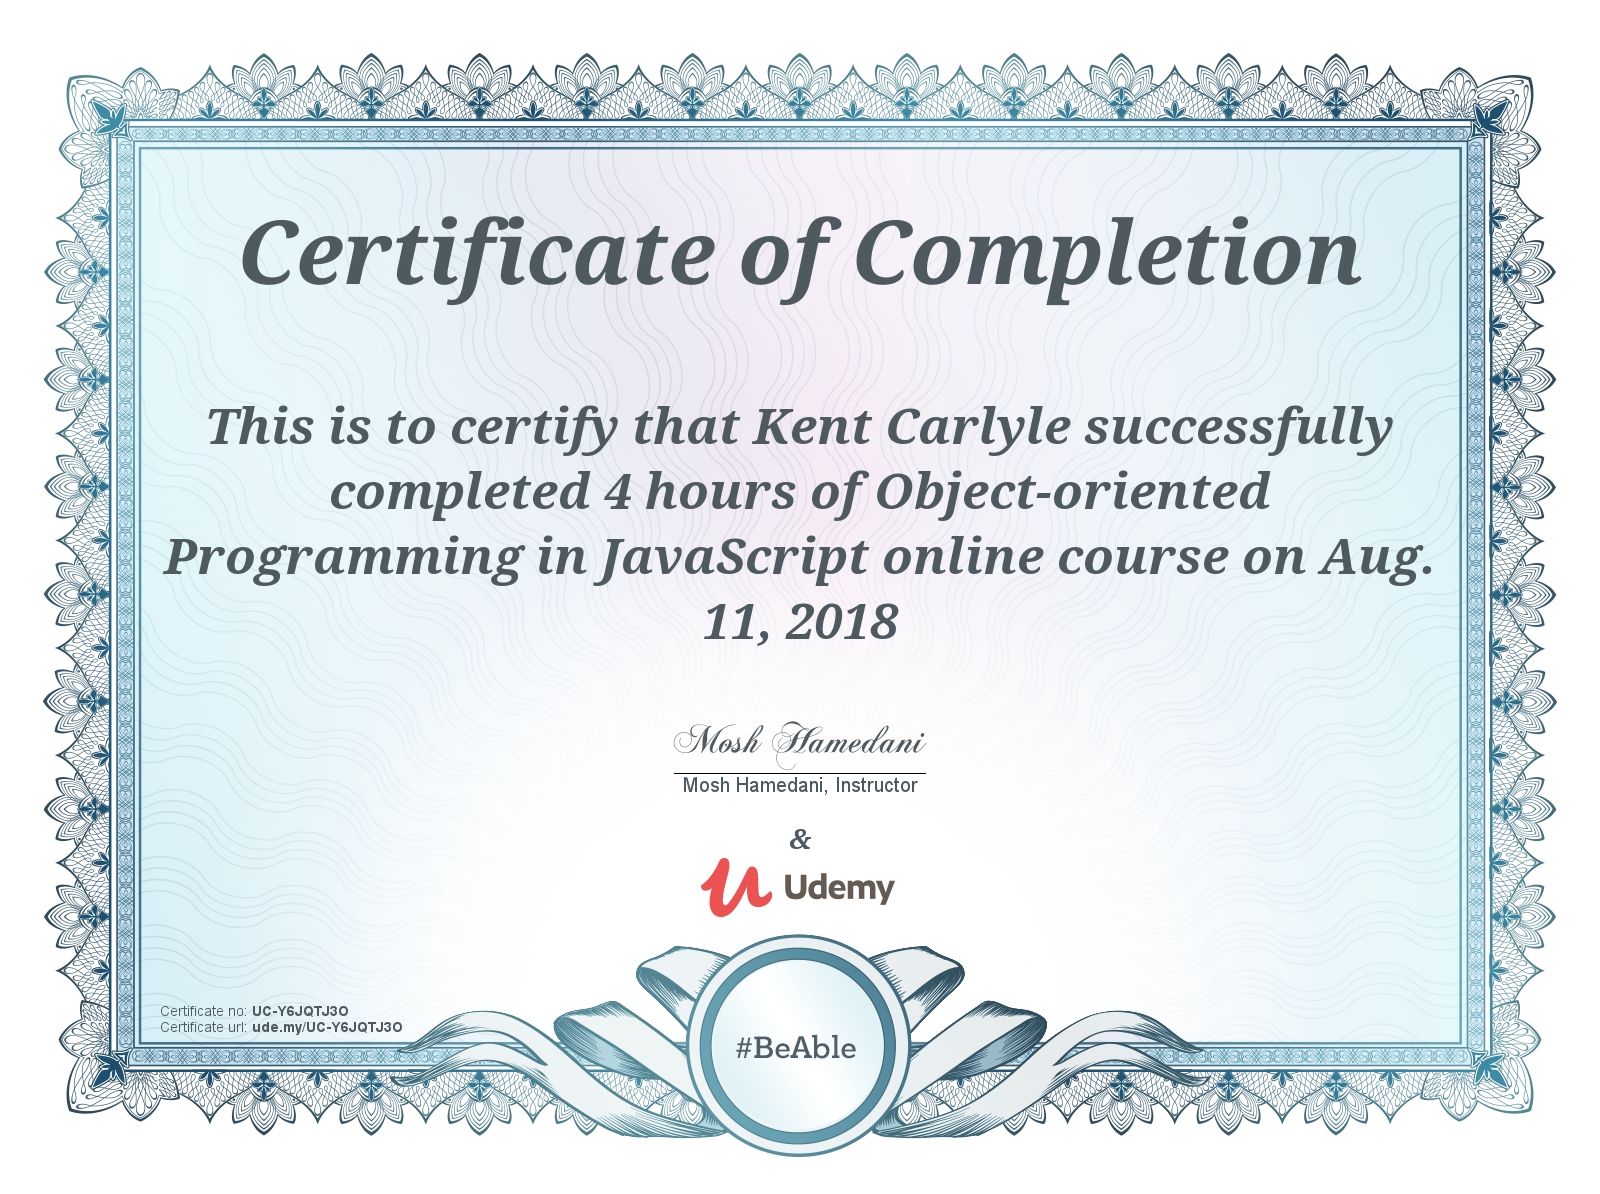 Certificate of Completion
This is to certify that Kent Carlyle successfully
completed 4 hours of Object-oriented
Programming in JavaScript online course on Aug.
11, 2018
Mosh Hamedani
Mosh Hamedani, Instructor
&
Udemy
Certificate no: UC-Y6JQTJ3O
Certificate url: ude.my/UC-Y6JQTJ3O
#BeAble